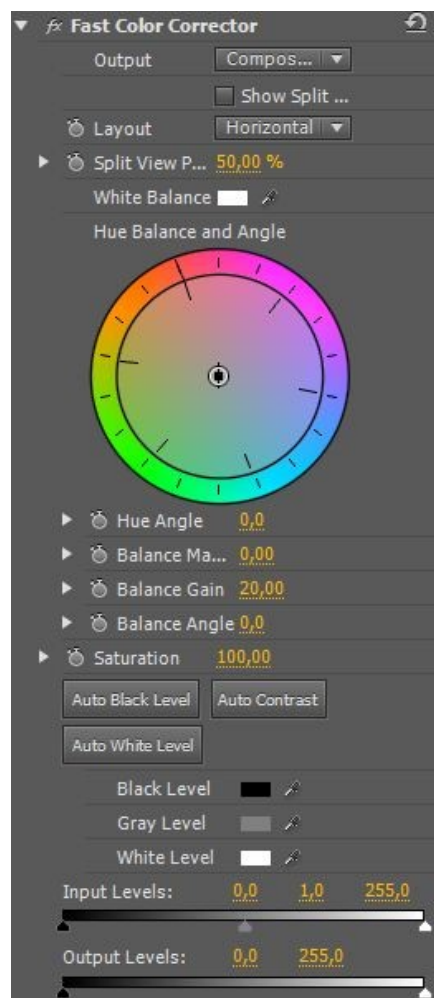 fx Fast Color Corrector
Output Compos...
Show Split ...
Layout Horizontal
Split View P... 50,00 %
White Balance
Hue Balance and Angle
Hue Angle 0,0
Balance Ma... 0,00
Balance Gain 20,00
Balance Angle 0,0
Saturation 100,00
Auto Black Level Auto Contrast
Auto White Level
Black Level
Gray Level
White Level
Input Levels: 0,0 1,0 255,0
Output Levels: 0,0 255,0